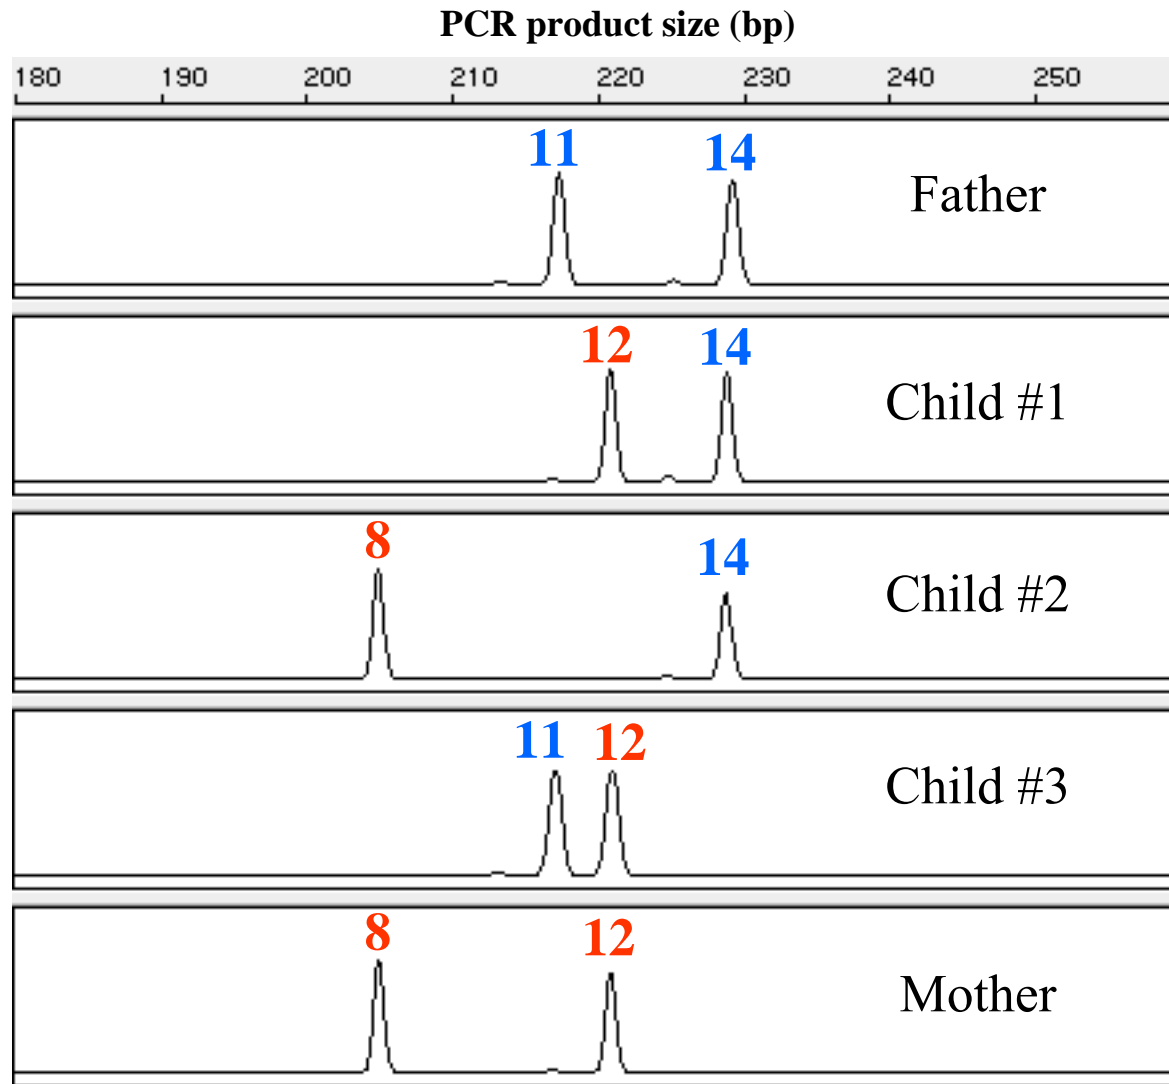 PCR product size (bp)
180 190 200 210 220 230 240 250
11 14
Father
12 14
Child #1
8 14
Child #2
11 12
Child #3
8 12
Mother